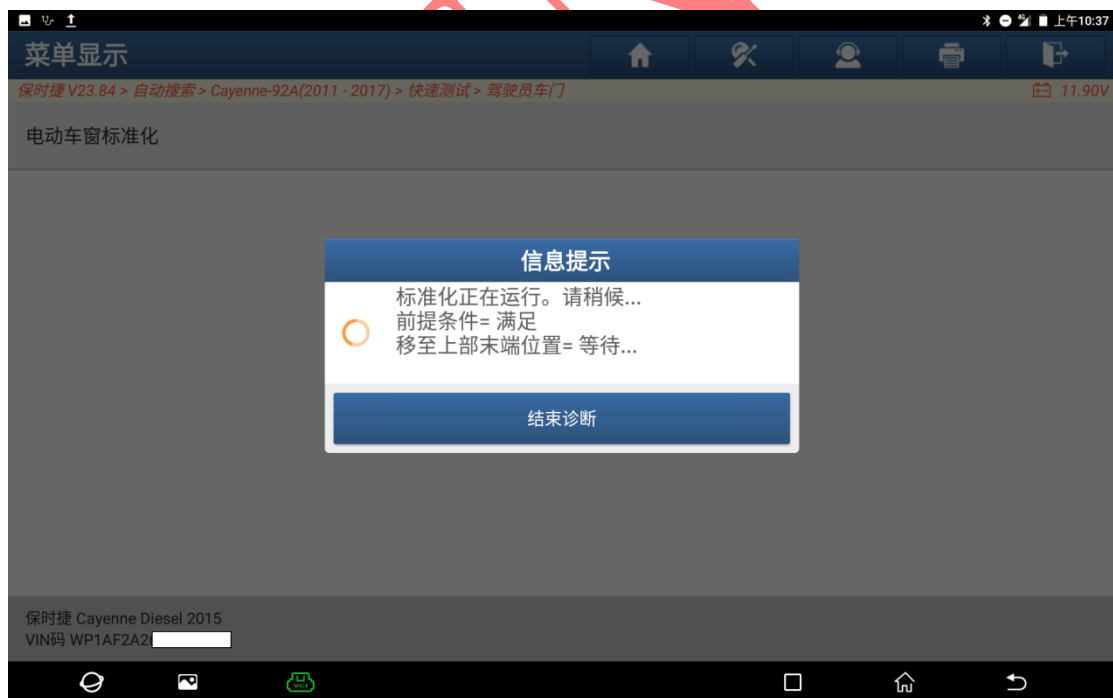 上午10:37
菜单显示
保时捷 V23.84 > 自动搜索 > Cayenne-92A(2011 - 2017) > 快速测试 > 驾驶员车门
11.90V
电动车窗标准化
信息提示
标准化正在运行。请稍候...
前提条件= 满足
移至上部末端位置= 等待...
结束诊断
保时捷 Cayenne Diesel 2015
VIN码 WP1AF2A2
VCI